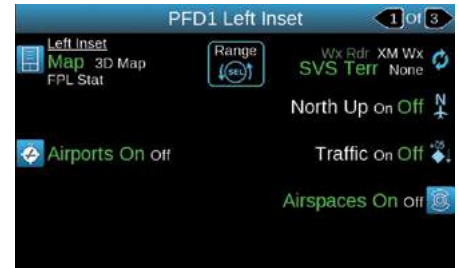 PFD1 Left Inset
1 Of 3
Left Inset
Map 3D Map
FPL Stat
Range
(SEL)
Wx Rdr XM Wx
SVS Terr None
North Up On Off
N
Airports On Off
Traffic On Off
+05
Airspaces On Off